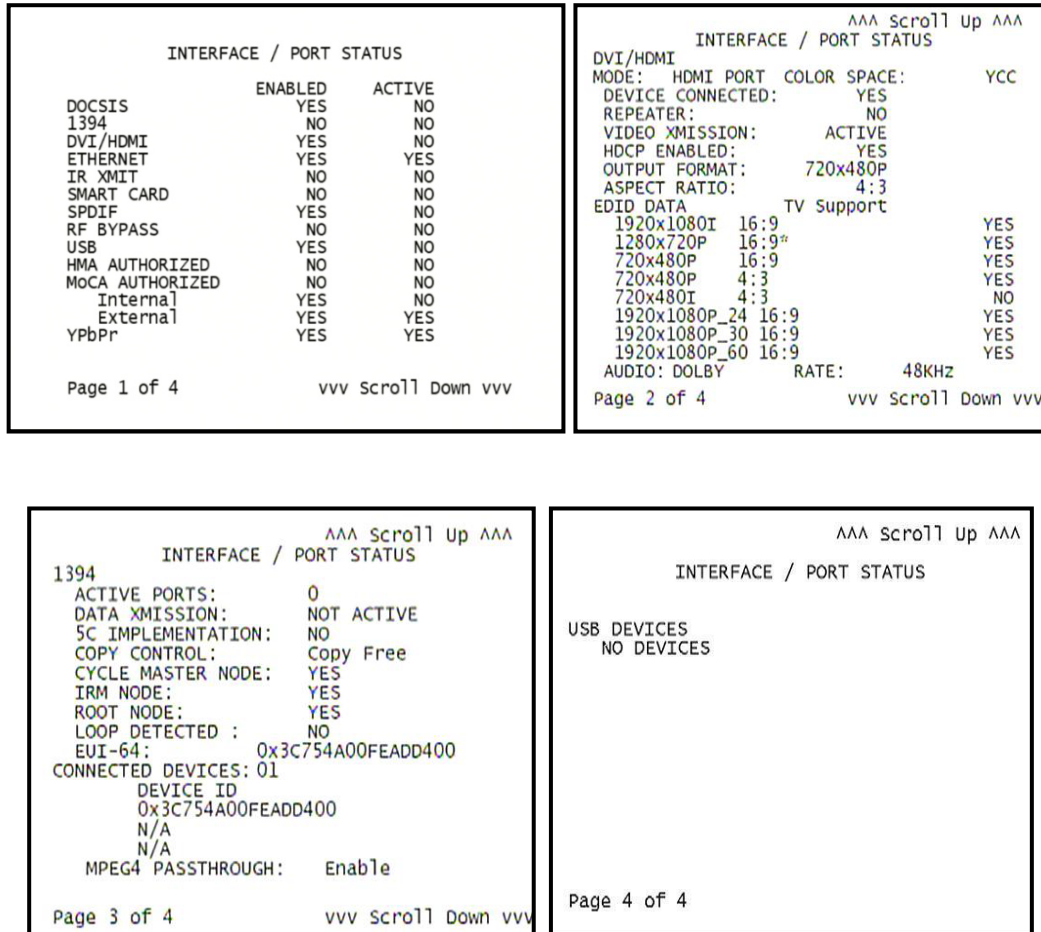 INTERFACE / PORT STATUS
ENABLED ACTIVE
DOCSIS YES NO
1394 NO NO
DVI/HDMI YES NO
ETHERNET YES YES
IR XMIT NO NO
SMART CARD NO NO
SPDIF YES NO
RF BYPASS NO NO
USB YES NO
HMA AUTHORIZED NO NO
MoCA AUTHORIZED NO NO
Internal YES NO
External YES YES
YPbPr YES YES
Page 1 of 4 vvv Scroll Down vvv
^^^ Scroll Up ^^^
INTERFACE / PORT STATUS
DVI/HDMI
MODE: HDMI PORT COLOR SPACE: YCC
DEVICE CONNECTED: YES
REPEATER: NO
VIDEO XMISSION: ACTIVE
HDCP ENABLED: YES
OUTPUT FORMAT: 720x480P
ASPECT RATIO: 4:3
EDID DATA TV Support
1920x1080I 16:9 YES
1280x720P 16:9* YES
720x480P 16:9 YES
720x480P 4:3 YES
720x480I 4:3 NO
1920x1080P_24 16:9 YES
1920x1080P_30 16:9 YES
1920x1080P_60 16:9 YES
AUDIO: DOLBY RATE: 48KHz
Page 2 of 4 vvv Scroll Down vvv
^^^ Scroll Up ^^^
INTERFACE / PORT STATUS
1394
ACTIVE PORTS: 0
DATA XMISSION: NOT ACTIVE
5C IMPLEMENTATION: NO
COPY CONTROL: Copy Free
CYCLE MASTER NODE: YES
IRM NODE: YES
ROOT NODE: YES
LOOP DETECTED : NO
EUI-64: 0x3C754A00FEADD400
CONNECTED DEVICES: 01
DEVICE ID
0x3C754A00FEADD400
N/A
N/A
MPEG4 PASSTHROUGH: Enable
Page 3 of 4 vvv Scroll Down vvv
^^^ Scroll Up ^^^
INTERFACE / PORT STATUS
USB DEVICES
NO DEVICES
Page 4 of 4